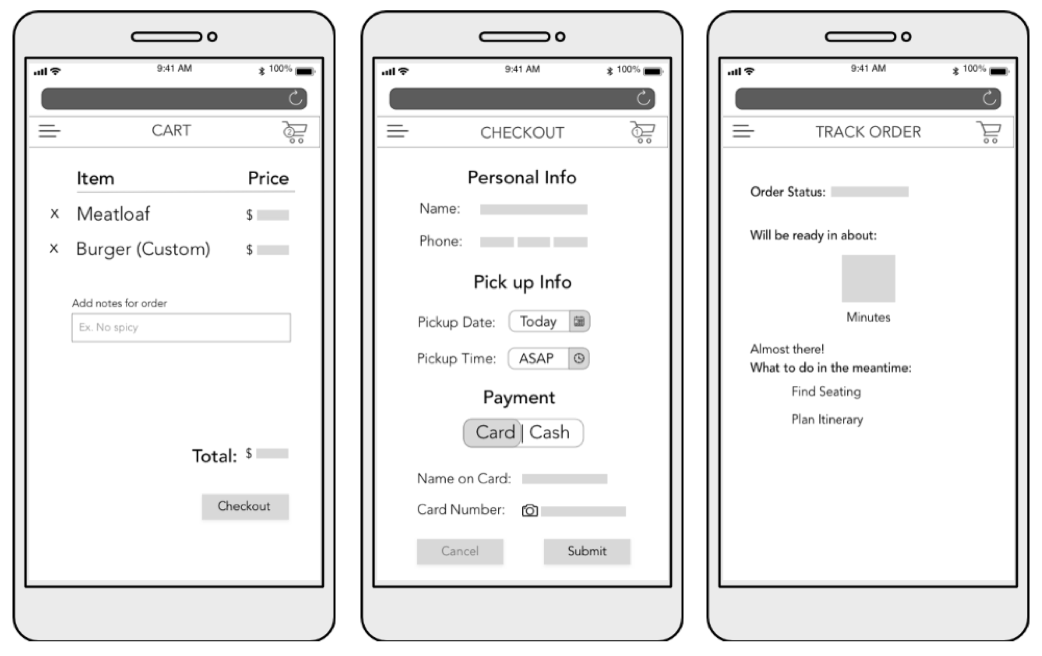 9:41 AM 100%
CART 2
Item Price
x Meatloaf $
x Burger (Custom) $
Add notes for order
Ex. No spicy
Total: $
Checkout
9:41 AM 100%
CHECKOUT 1
Personal Info
Name:
Phone:
Pick up Info
Pickup Date: Today
Pickup Time: ASAP
Payment
Card | Cash
Name on Card:
Card Number:
Cancel Submit
9:41 AM 100%
TRACK ORDER
Order Status:
Will be ready in about:
Minutes
Almost there!
What to do in the meantime:
Find Seating
Plan Itinerary